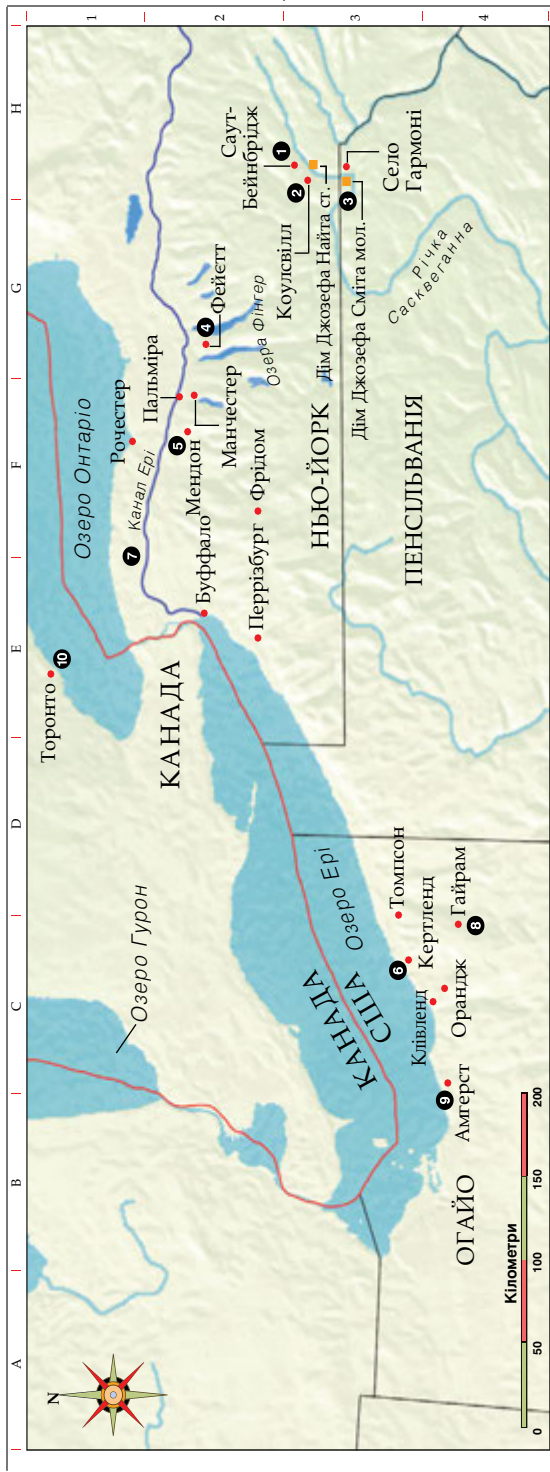 A
B
C
D
E
F
G
H
1
2
3
4
N
Озеро Гурон
Торонто
10
Озеро Онтаріо
КАНАДА
7
Канал Ері
Рочестер
Пальміра
5
Мендон
Манчестер
4
Фейєтт
Озера Фінгер
Буффало
Перрізбург
Фрідом
НЬЮ-ЙОРК
Саут-
Бейнбрідж
1
2
Коулсвілл
Дім Джозефа Найта ст.
3
Дім Джозефа Сміта мол.
Село
Гармоні
Річка
Сасквеганна
ПЕНСІЛЬВАНІЯ
КАНАДА
США
Озеро Ері
Томпсон
6
Кертленд
Гайрам
8
Клівленд
Орандж
9
Амгерст
ОГАЙО
Кілометри
0
50
100
150
200